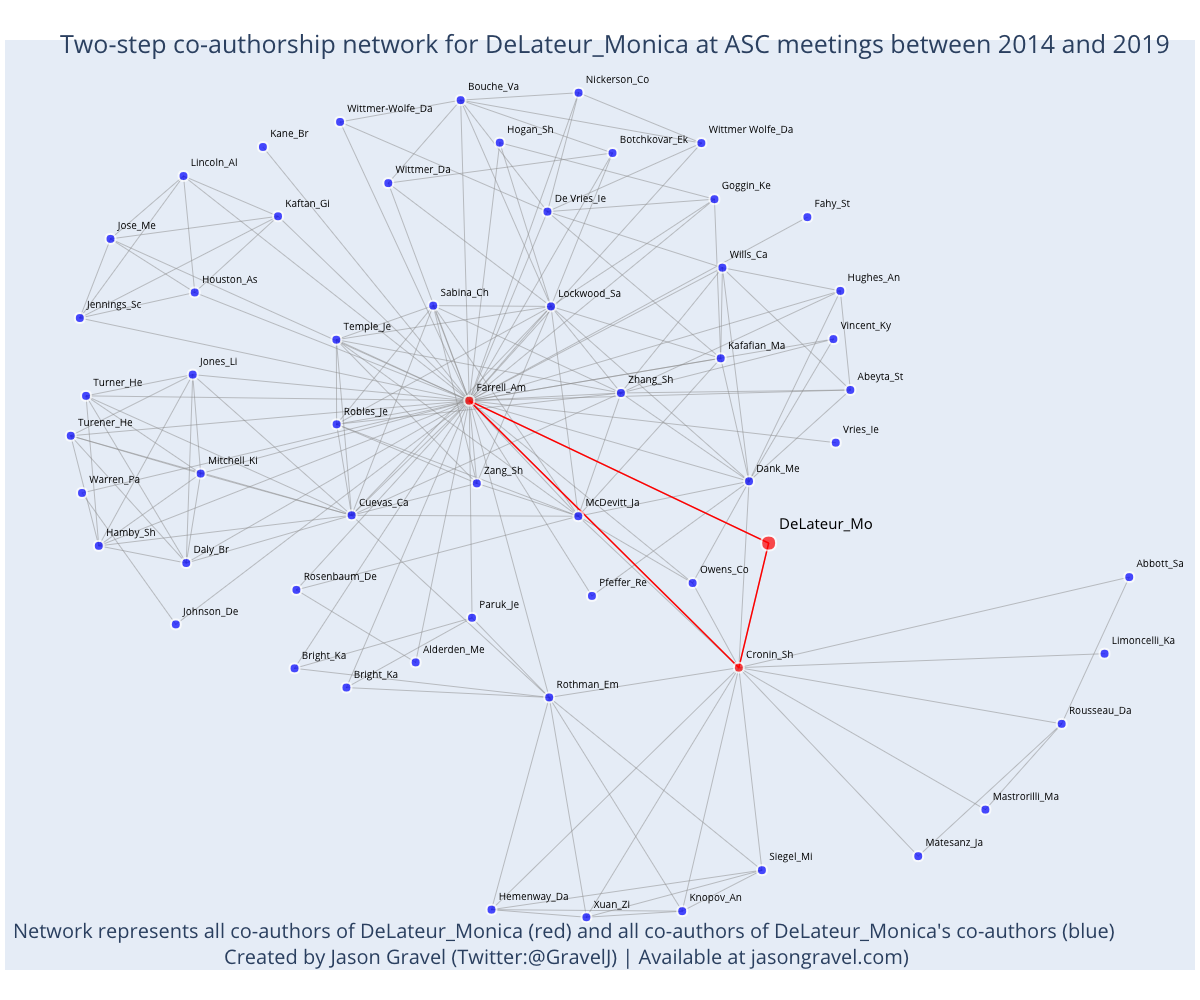 Two-step co-authorship network for DeLateur_Monica at ASC meetings between 2014 and 2019
Nickerson_Co
Bouche_Va
Wittmer-Wolfe_Da
Hogan_Sh
Wittmer Wolfe_Da
Kane_Br
Botchkovar_Ek
Lincoln_Al
Wittmer_Da
Goggin_Ke
De Vries_Ie
Kaftan_Gi
Fahy_St
Jose_Me
Wills_Ca
Houston_As
Hughes_An
Sabina_Ch
Lockwood_Sa
Jennings_Sc
Temple_Je
Vincent_Ky
Kafafian_Ma
Jones_Li
Abeyta_St
Zhang_Sh
Turner_He
Farrell_Am
Robles_Je
Turener_He
Vries_Ie
Mitchell_Ki
Dank_Me
Zang_Sh
Warren_Pa
Cuevas_Ca
McDevitt_Ja
DeLateur_Mo
Hamby_Sh
Daly_Br
Abbott_Sa
Owens_Co
Rosenbaum_De
Pfeffer_Re
Paruk_Je
Johnson_De
Limoncelli_Ka
Alderden_Me
Cronin_Sh
Bright_Ka
Bright_Ka
Rothman_Em
Rousseau_Da
Mastrorilli_Ma
Matesanz_Ja
Siegel_Mi
Hemenway_Da
Knopov_An
Xuan_Zi
Network represents all co-authors of DeLateur_Monica (red) and all co-authors of DeLateur_Monica's co-authors (blue)
Created by Jason Gravel (Twitter:@GravelJ) | Available at jasongravel.com)